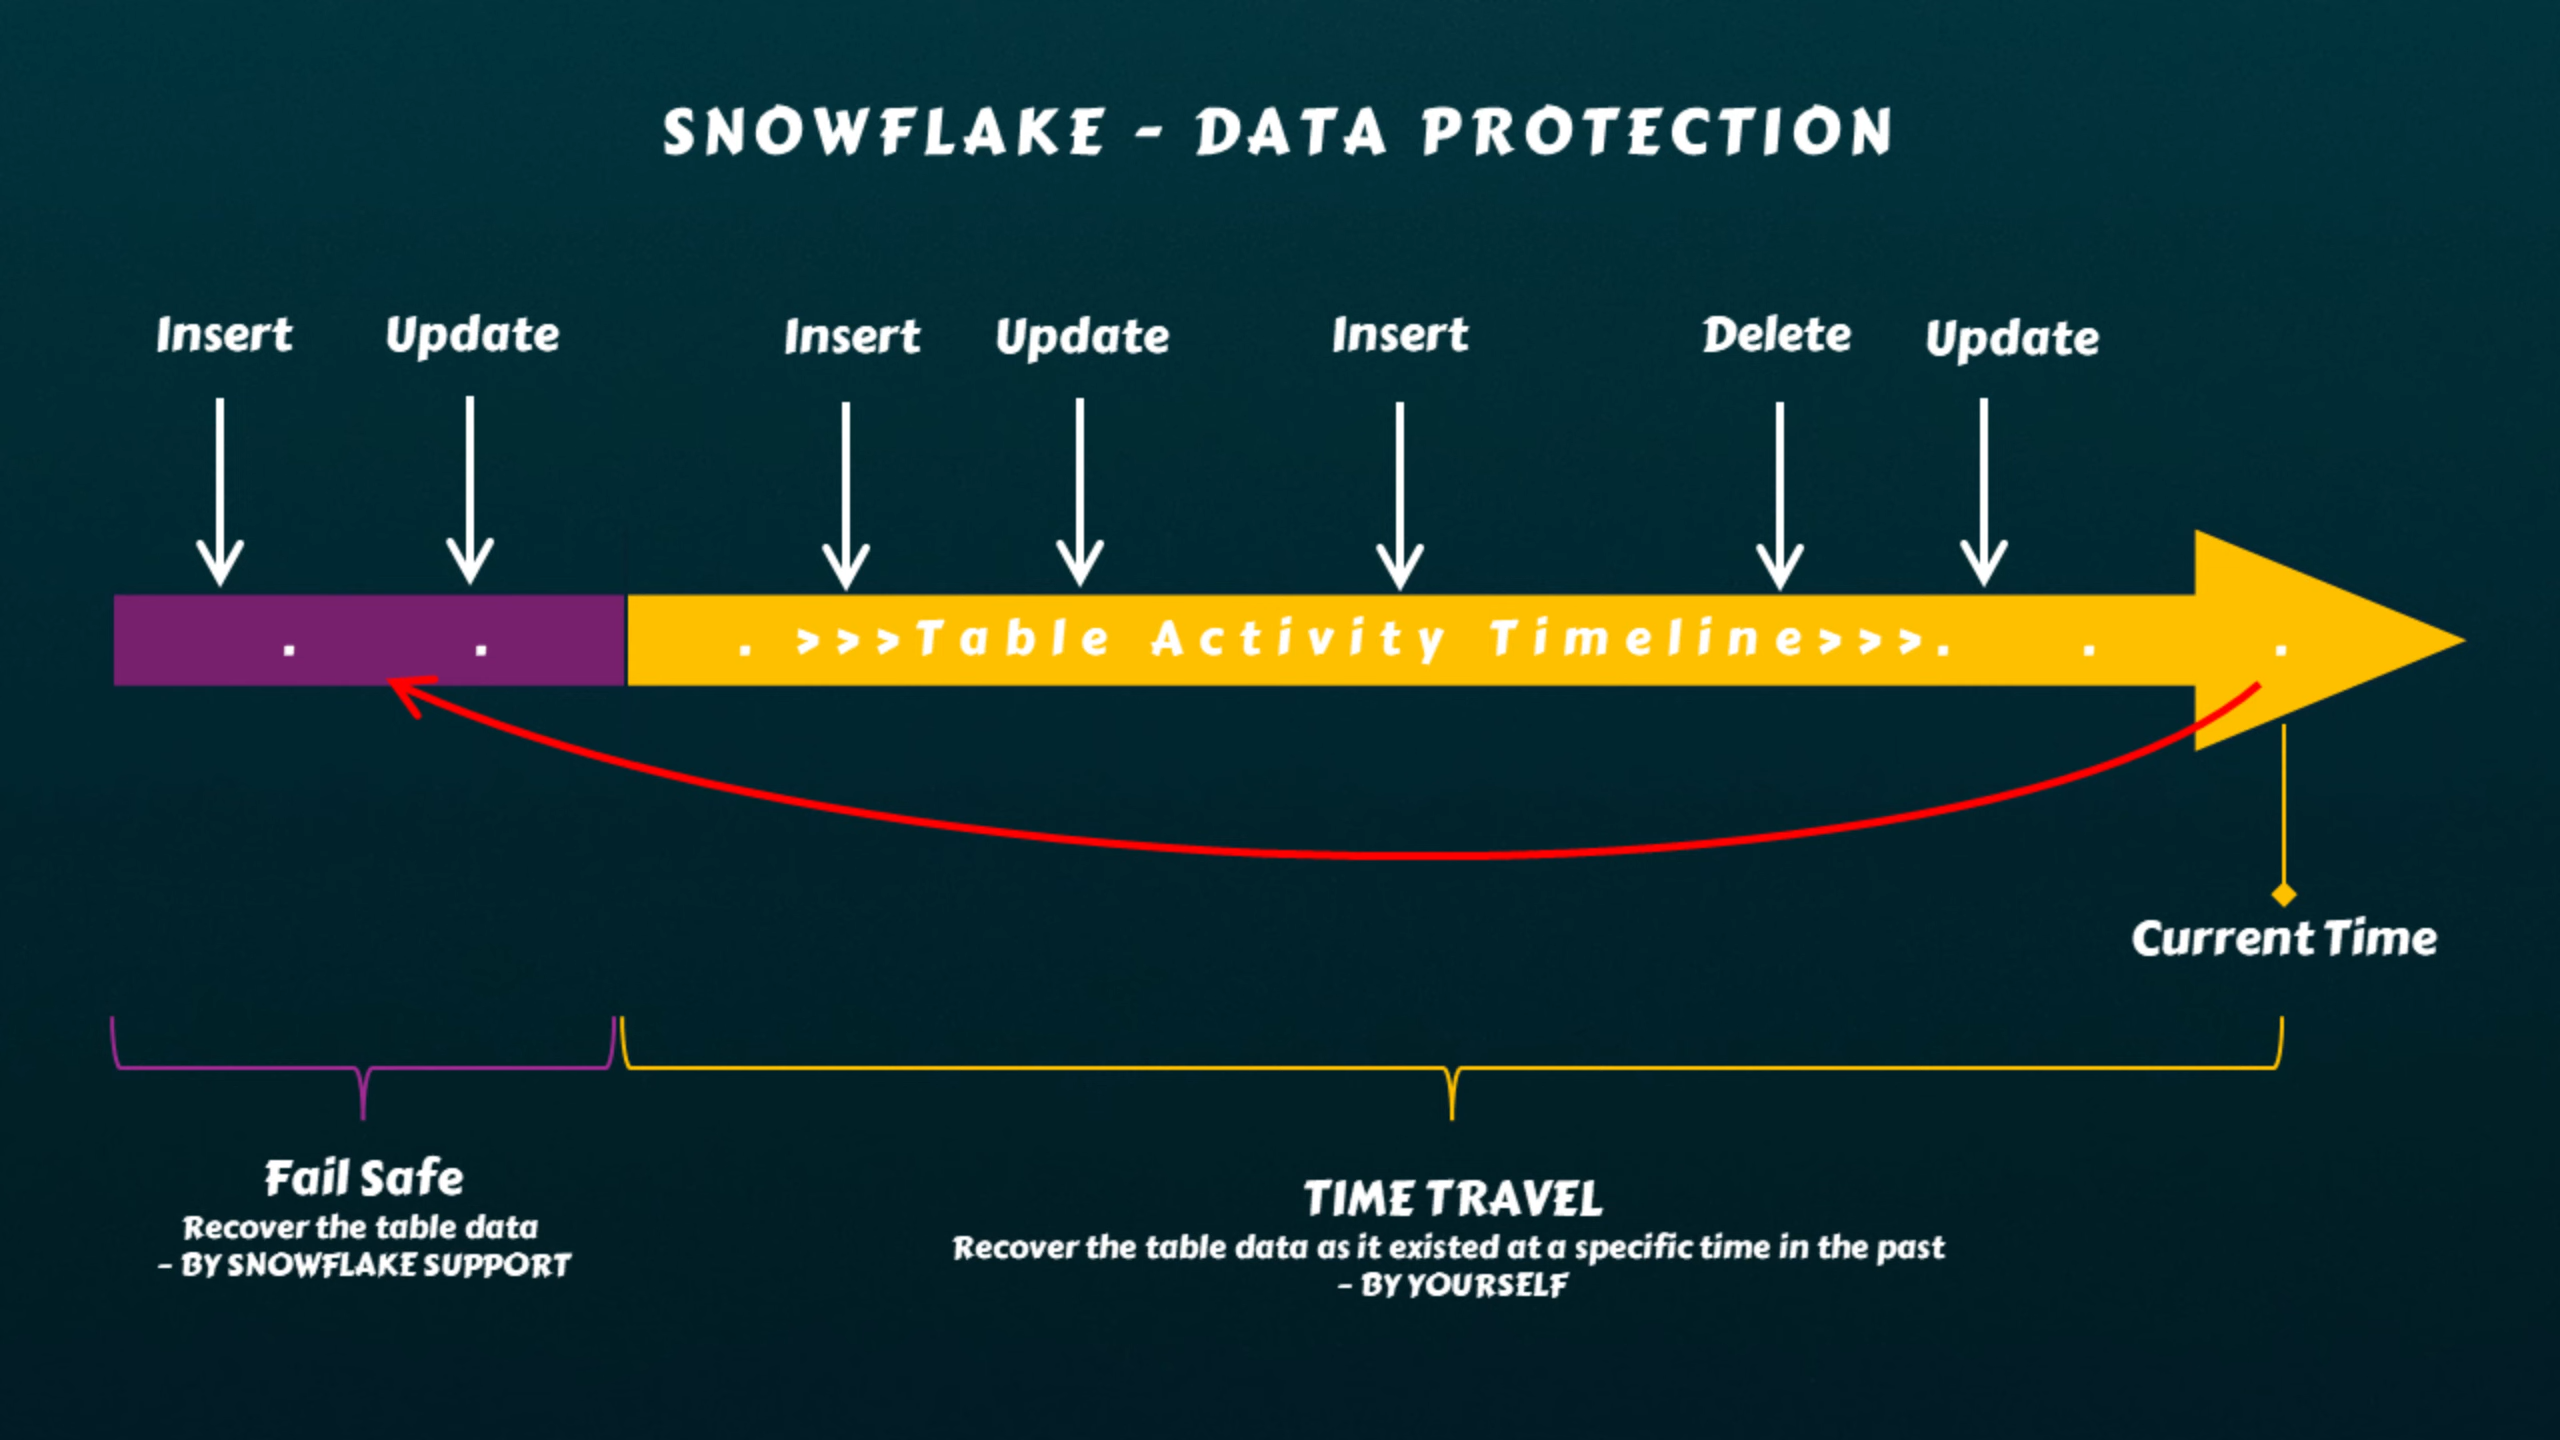 SNOWFLAKE - DATA PROTECTION
Insert Update Insert Update Insert Delete Update
. . . >>>Table Activity Timeline>>>. . .
Current Time
Fail Safe
Recover the table data
- BY SNOWFLAKE SUPPORT
TIME TRAVEL
Recover the table data as it existed at a specific time in the past
- BY YOURSELF